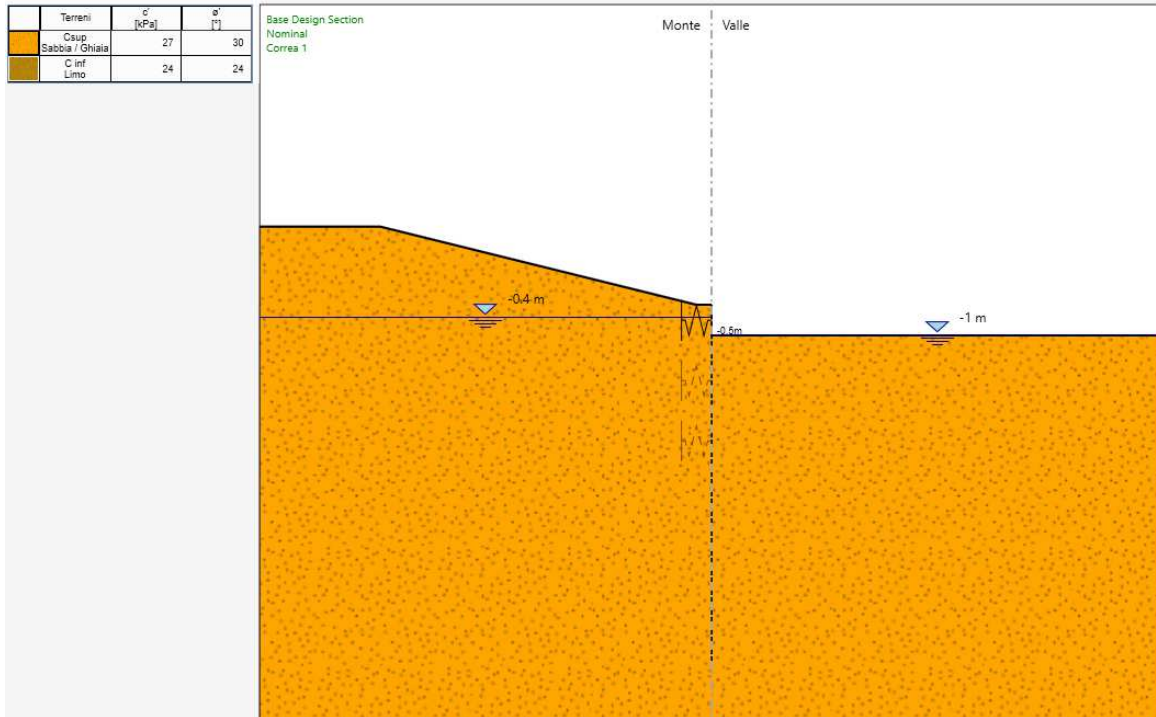 Terreni c' ø'
[kPa] [°]
Csup
Sabbia / Ghiaia 27 30
C inf
Limo 24 24
Base Design Section
Nominal
Correa 1
Monte Valle
-0.4 m
-1 m
-0.5m